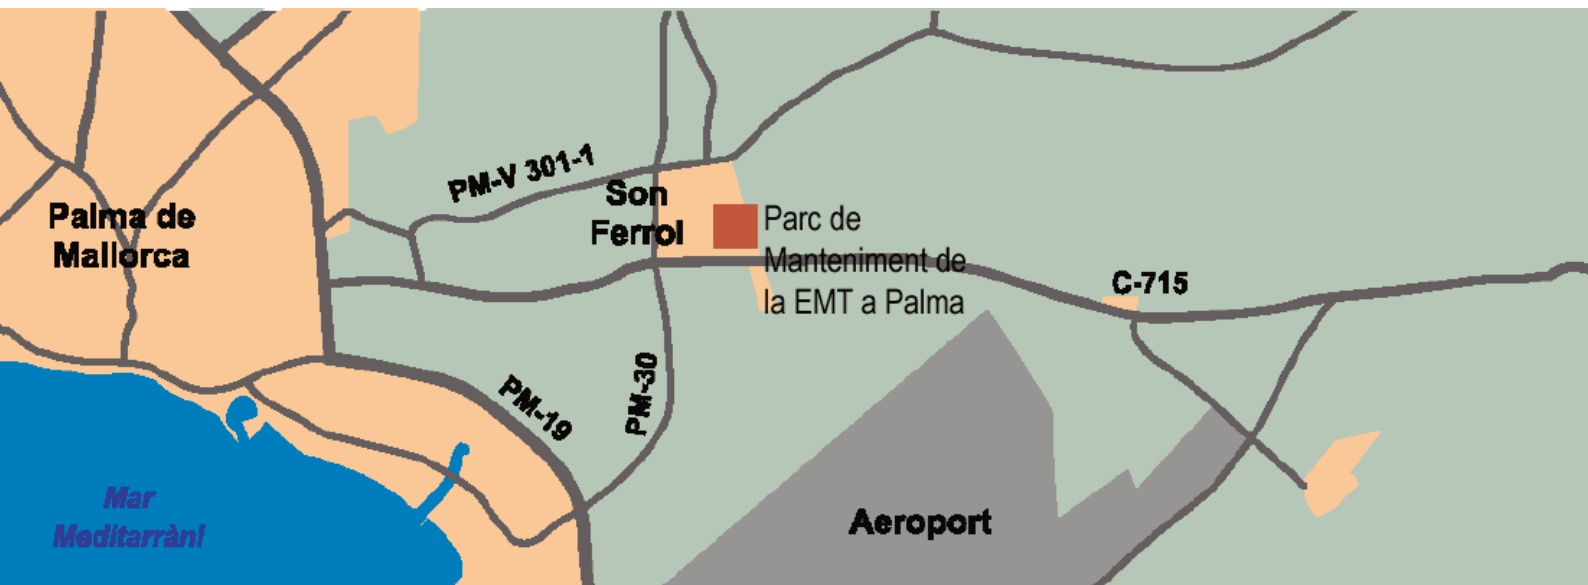 PM-V 301-1
Son
Ferrol
Palma de
Mallorca
Parc de
Manteniment de
la EMT a Palma
C-715
PM-30
PM-19
Mar
Meditarrànl
Aeroport